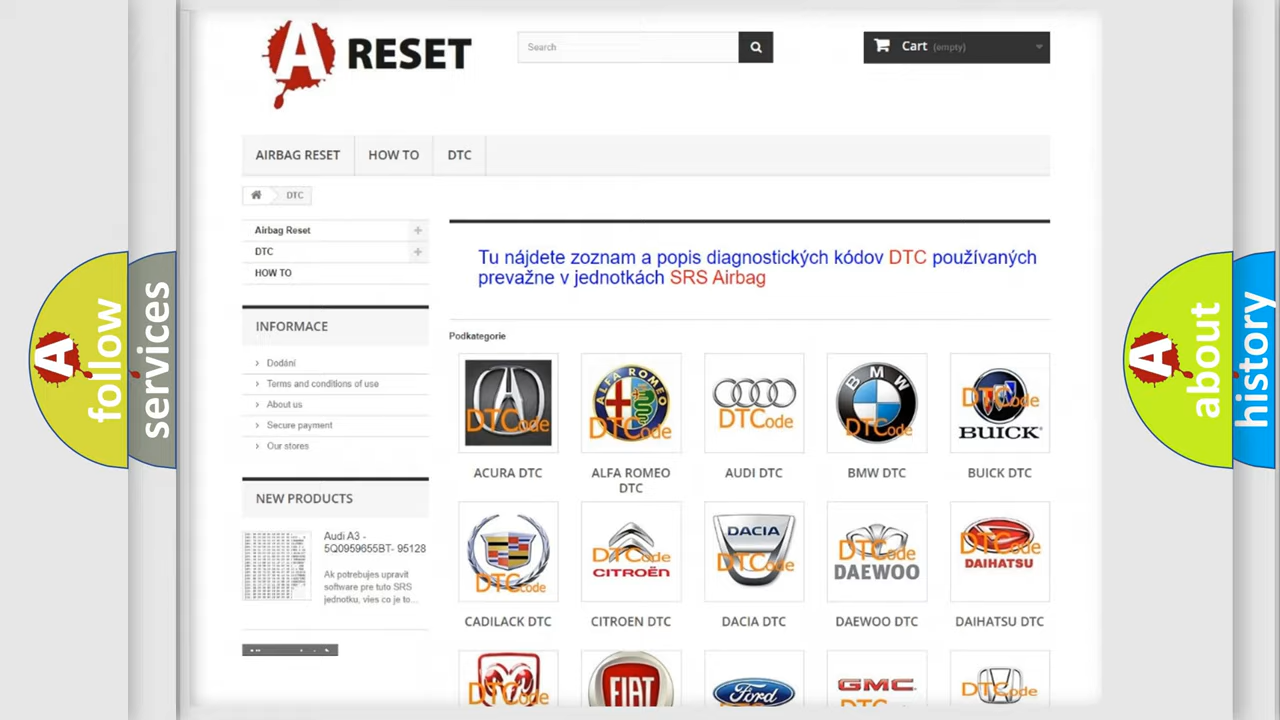 A RESET
Search
Cart (empty)
AIRBAG RESET
HOW TO
DTC
DTC
Airbag Reset
DTC
HOW TO
INFORMACE
Dodání
Terms and conditions of use
About us
Secure payment
Our stores
NEW PRODUCTS
Audi A3 -
5Q0959655BT- 95128
Ak potrebujes upravit
software pre tuto SRS
jednotku, vies co je to...
Tu nájdete zoznam a popis diagnostických kódov DTC používaných
prevažne v jednotkách SRS Airbag
Podkategorie
DTCode
ALFA ROMEO
DTCode
DTCode
BMW
DTCode
DTCode
BUICK
ACURA DTC
ALFA ROMEO
DTC
AUDI DTC
BMW DTC
BUICK DTC
DTCode
DTCode
CITROËN
DACIA
DTCode
DTCode
DAEWOO
DTCode
DAIHATSU
CADILACK DTC
CITROEN DTC
DACIA DTC
DAEWOO DTC
DAIHATSU DTC
DTCode
FIAT
Ford
GMC
DTCode
A follow
services
A about
history